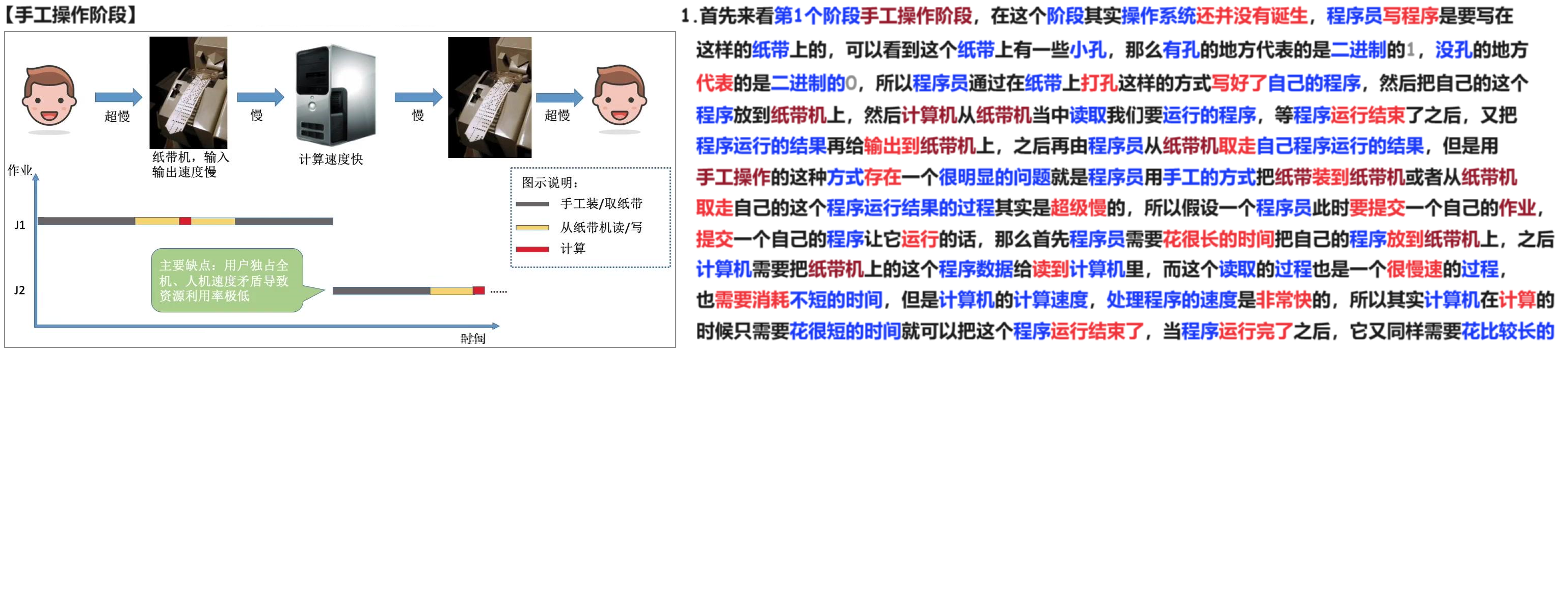 【手工操作阶段】
超慢
慢
慢
超慢
纸带机，输入
输出速度慢
计算速度快
作业
图示说明：
手工装/取纸带
从纸带机读/写
计算
J1
主要缺点：用户独占全
机、人机速度矛盾导致
资源利用率极低
J2
......
时间
1.首先来看第1个阶段手工操作阶段，在这个阶段其实操作系统还并没有诞生，程序员写程序是要写在
这样的纸带上的，可以看到这个纸带上有一些小孔，那么有孔的地方代表的是二进制的1，没孔的地方
代表的是二进制的0，所以程序员通过在纸带上打孔这样的方式写好了自己的程序，然后把自己的这个
程序放到纸带机上，然后计算机从纸带机当中读取我们要运行的程序，等程序运行结束了之后，又把
程序运行的结果再给输出到纸带机上，之后再由程序员从纸带机取走自己程序运行的结果，但是用
手工操作的这种方式存在一个很明显的问题就是程序员用手工的方式把纸带装到纸带机或者从纸带机
取走自己的这个程序运行结果的过程其实是超级慢的，所以假设一个程序员此时要提交一个自己的作业，
提交一个自己的程序让它运行的话，那么首先程序员需要花很长的时间把自己的程序放到纸带机上，之后
计算机需要把纸带机上的这个程序数据给读到计算机里，而这个读取的过程也是一个很慢速的过程，
也需要消耗不短的时间，但是计算机的计算速度，处理程序的速度是非常快的，所以其实计算机在计算的
时候只需要花很短的时间就可以把这个程序运行结束了，当程序运行完了之后，它又同样需要花比较长的